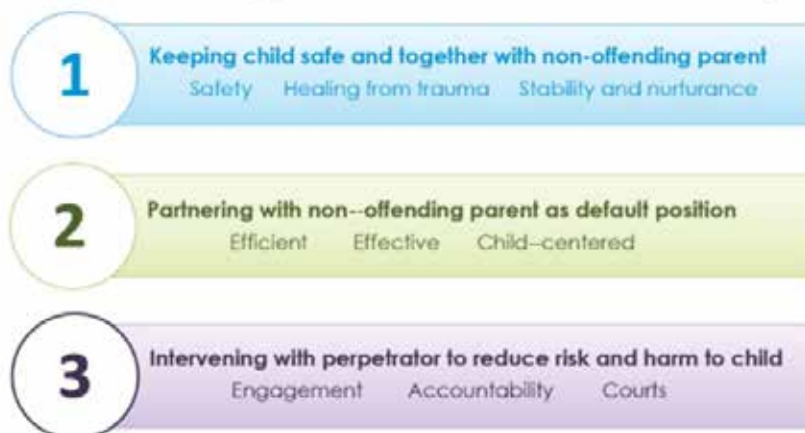 1
Keeping child safe and together with non-offending parent
Safety Healing from trauma Stability and nurturance
2
Partnering with non--offending parent as default position
Efficient Effective Child--centered
3
Intervening with perpetrator to reduce risk and harm to child
Engagement Accountability Courts